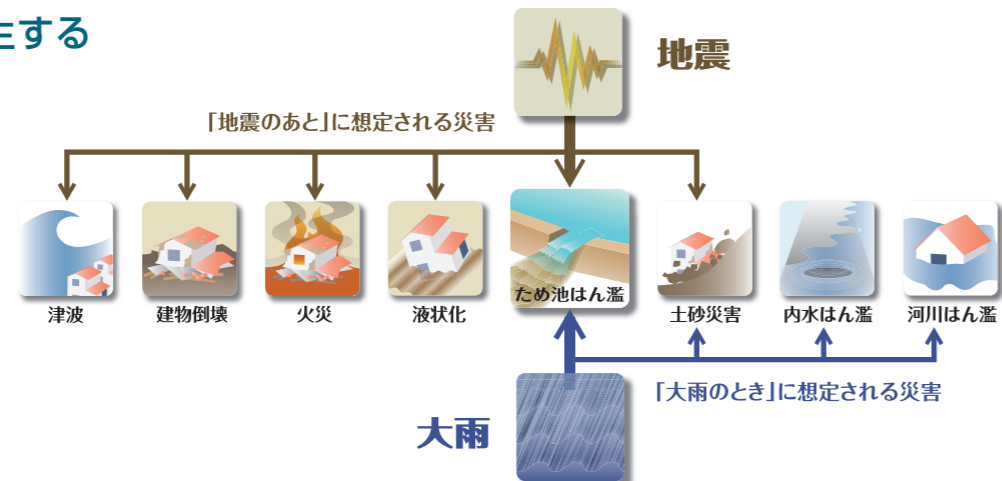 生する
地震
「地震のあと」に想定される災害
津波
建物倒壊
火災
液状化
ため池はん濫
土砂災害
内水はん濫
河川はん濫
「大雨のとき」に想定される災害
大雨